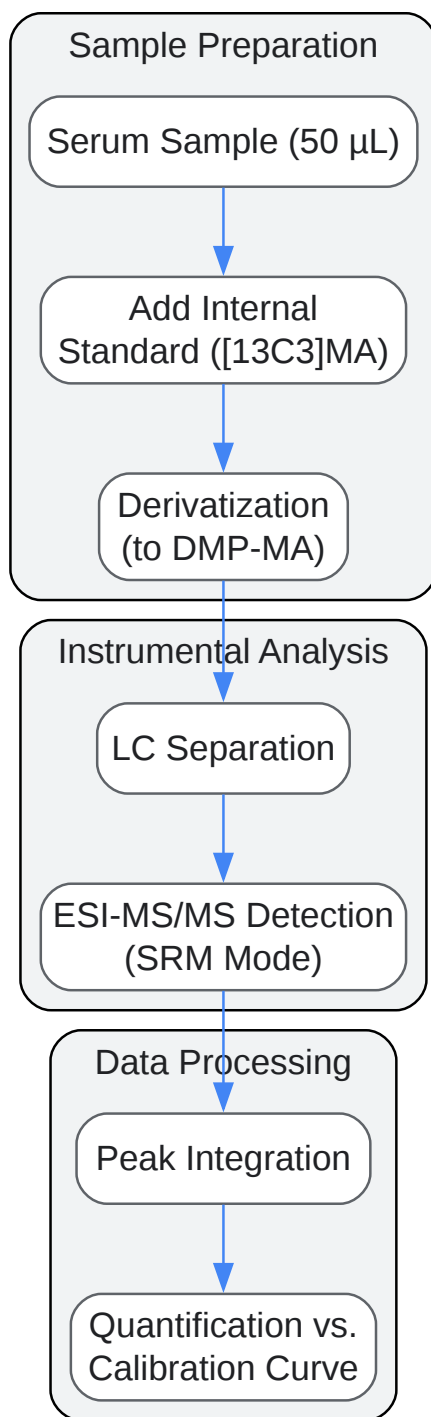 Sample Preparation
Serum Sample (50 µL)
Add Internal
Standard ([13C3]MA)
Derivatization
(to DMP-MA)
Instrumental Analysis
LC Separation
ESI-MS/MS Detection
(SRM Mode)
Data Processing
Peak Integration
Quantification vs.
Calibration Curve